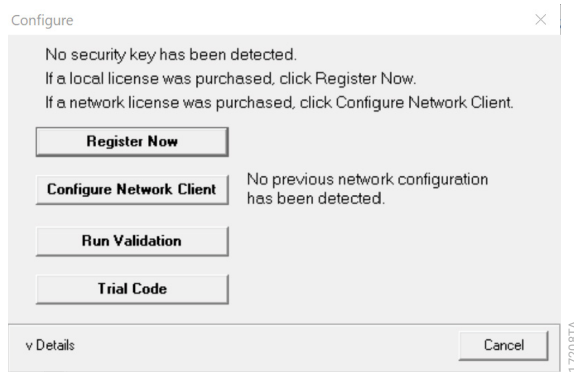 Configure
No security key has been detected.
If a local license was purchased, click Register Now.
If a network license was purchased, click Configure Network Client.
Register Now
Configure Network Client
No previous network configuration
has been detected.
Run Validation
Trial Code
v Details
Cancel